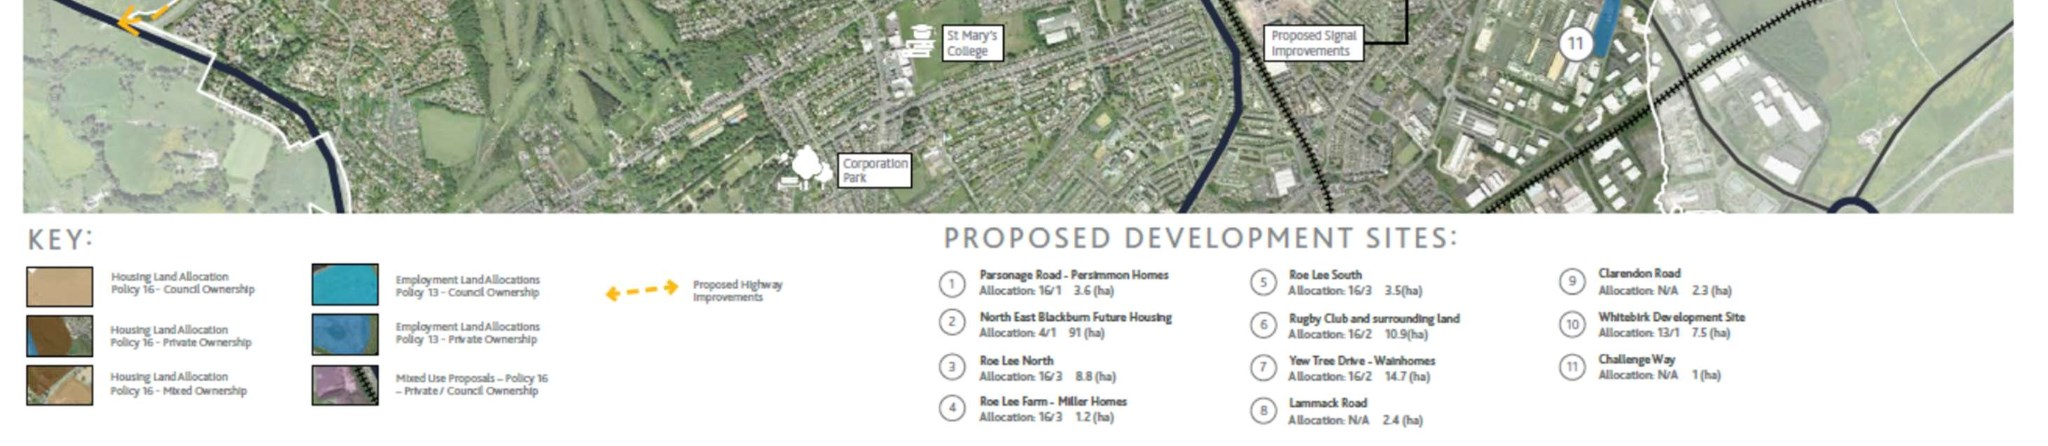 St Mary's
College
Proposed Signal
Improvements
11
Corporation
Park
KEY:
Housing Land Allocation
Policy 16 - Council Ownership
Housing Land Allocation
Policy 16 - Private Ownership
Housing Land Allocation
Policy 16 - Mixed Ownership
Employment Land Allocations
Policy 13 - Council Ownership
Employment Land Allocations
Policy 13 - Private Ownership
Mixed Use Proposals – Policy 16
– Private / Council Ownership
Proposed Highway
Improvements
PROPOSED DEVELOPMENT SITES:
1 Parsonage Road - Persimmon Homes
Allocation: 16/1 3.6 (ha)
2 North East Blackburn Future Housing
Allocation: 4/1 91 (ha)
3 Roe Lee North
Allocation: 16/3 8.8 (ha)
4 Roe Lee Farm - Miller Homes
Allocation: 16/3 1.2 (ha)
5 Roe Lee South
Allocation: 16/3 3.5(ha)
6 Rugby Club and surrounding land
Allocation: 16/2 10.9(ha)
7 Yew Tree Drive - Wainhomes
Allocation: 16/2 14.7 (ha)
8 Lammack Road
Allocation: N/A 2.4 (ha)
9 Clarendon Road
Allocation: N/A 2.3 (ha)
10 Whitebirk Development Site
Allocation: 13/1 7.5 (ha)
11 Challenge Way
Allocation: N/A 1 (ha)